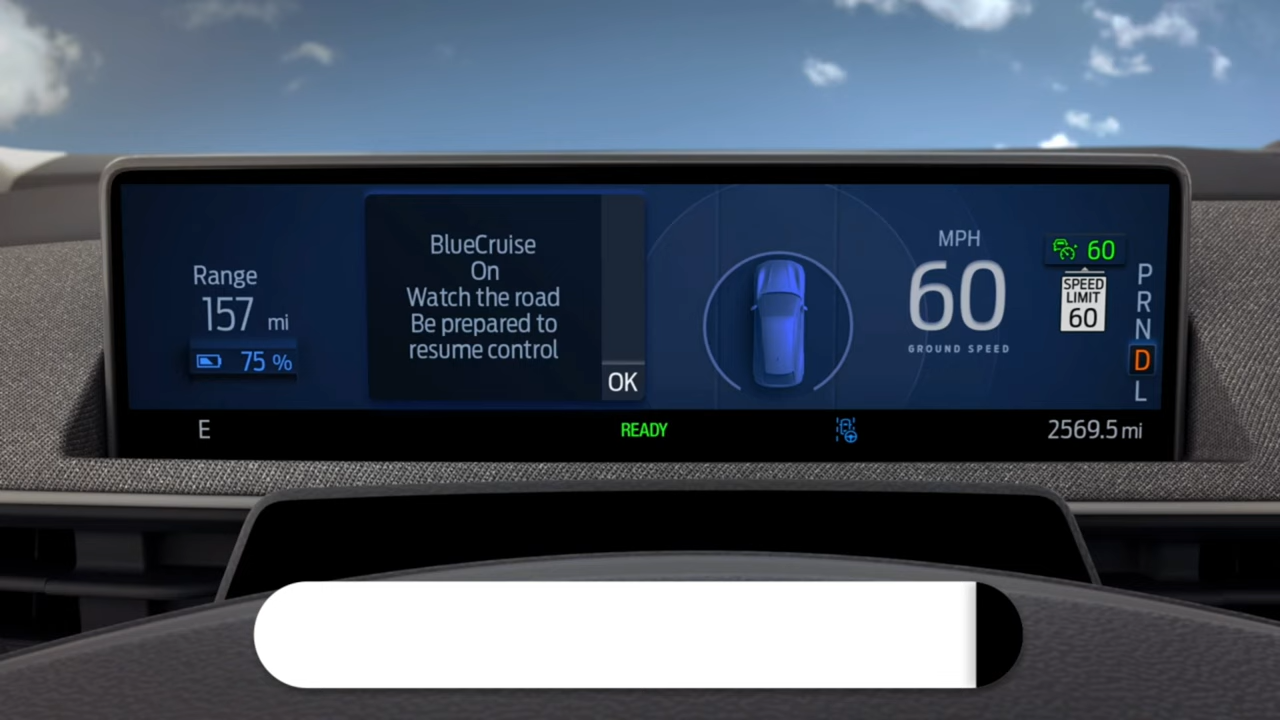 Range
157 mi
75 %
BlueCruise
On
Watch the road
Be prepared to
resume control
OK
MPH
60
GROUND SPEED
60
SPEED
LIMIT
60
P
R
N
D
L
E
READY
2569.5 mi